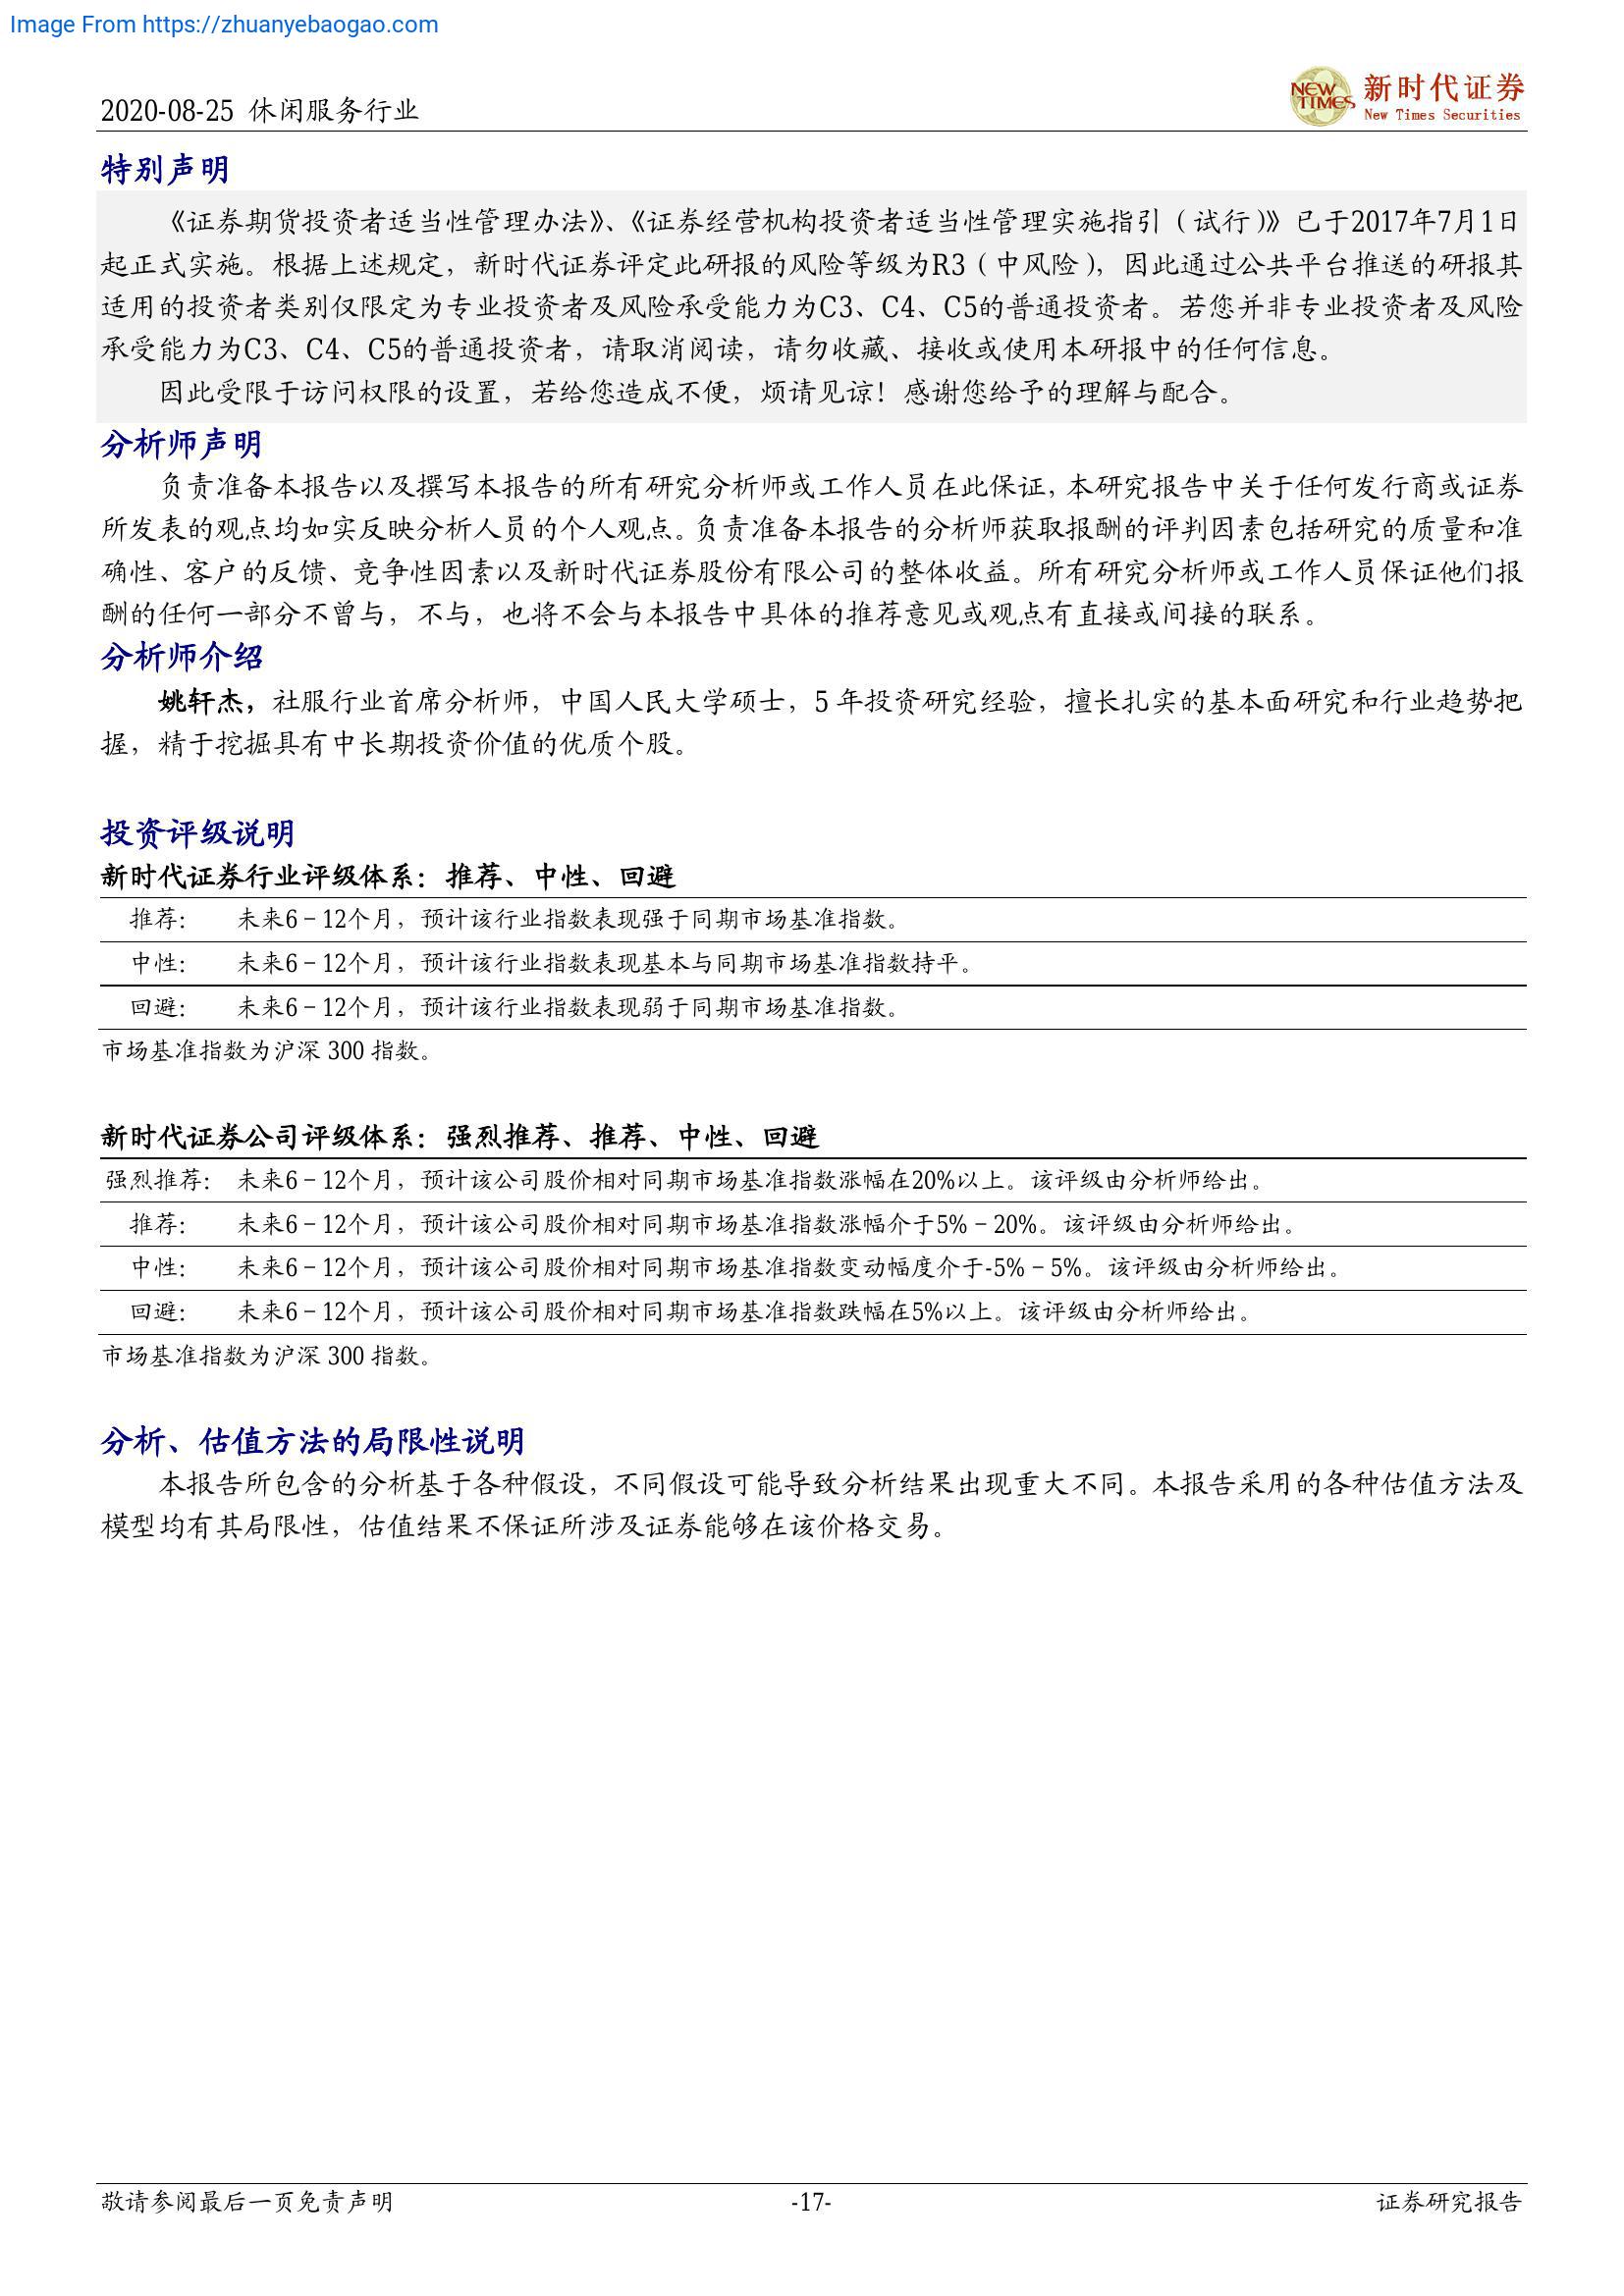 Image From https://zhuanyebaogao.com
2020-08-25 休闲服务行业
NEW TIMES
新时代证券
New Times Securities
特别声明
《证券期货投资者适当性管理办法》、《证券经营机构投资者适当性管理实施指引（试行）》已于2017年7月1日
起正式实施。根据上述规定，新时代证券评定此研报的风险等级为R3（中风险），因此通过公共平台推送的研报其
适用的投资者类别仅限定为专业投资者及风险承受能力为C3、C4、C5的普通投资者。若您并非专业投资者及风险
承受能力为C3、C4、C5的普通投资者，请取消阅读，请勿收藏、接收或使用本研报中的任何信息。
因此受限于访问权限的设置，若给您造成不便，烦请见谅！感谢您给予的理解与配合。
分析师声明
负责准备本报告以及撰写本报告的所有研究分析师或工作人员在此保证，本研究报告中关于任何发行商或证券
所发表的观点均如实反映分析人员的个人观点。负责准备本报告的分析师获取报酬的评判因素包括研究的质量和准
确性、客户的反馈、竞争性因素以及新时代证券股份有限公司的整体收益。所有研究分析师或工作人员保证他们报
酬的任何一部分不曾与，不与，也将不会与本报告中具体的推荐意见或观点有直接或间接的联系。
分析师介绍
姚轩杰，社服行业首席分析师，中国人民大学硕士，5 年投资研究经验，擅长扎实的基本面研究和行业趋势把
握，精于挖掘具有中长期投资价值的优质个股。
投资评级说明
新时代证券行业评级体系：推荐、中性、回避
推荐： 未来6－12个月，预计该行业指数表现强于同期市场基准指数。
中性： 未来6－12个月，预计该行业指数表现基本与同期市场基准指数持平。
回避： 未来6－12个月，预计该行业指数表现弱于同期市场基准指数。
市场基准指数为沪深 300 指数。
新时代证券公司评级体系：强烈推荐、推荐、中性、回避
强烈推荐： 未来6－12个月，预计该公司股价相对同期市场基准指数涨幅在20%以上。该评级由分析师给出。
推荐： 未来6－12个月，预计该公司股价相对同期市场基准指数涨幅介于5%－20%。该评级由分析师给出。
中性： 未来6－12个月，预计该公司股价相对同期市场基准指数变动幅度介于-5%－5%。该评级由分析师给出。
回避： 未来6－12个月，预计该公司股价相对同期市场基准指数跌幅在5%以上。该评级由分析师给出。
市场基准指数为沪深 300 指数。
分析、估值方法的局限性说明
本报告所包含的分析基于各种假设，不同假设可能导致分析结果出现重大不同。本报告采用的各种估值方法及
模型均有其局限性，估值结果不保证所涉及证券能够在该价格交易。
敬请参阅最后一页免责声明
-17-
证券研究报告